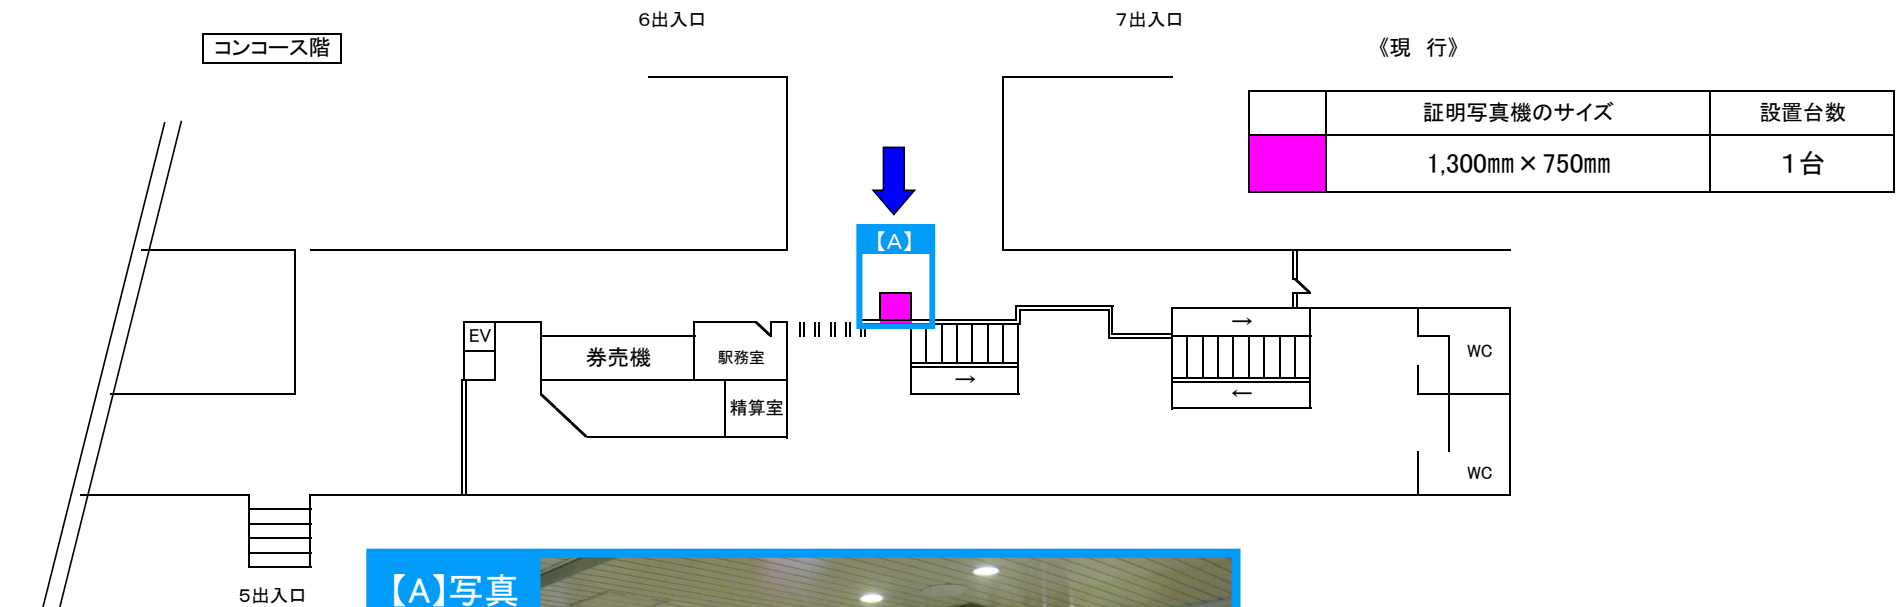 6出入口
7出入口
コンコース階
《現　行》
証明写真機のサイズ
設置台数
1,300㎜×750㎜
1台
【A】
→
EV
券売機
駅務室
WC
→
←
精算室
WC
5出入口
【A】写真